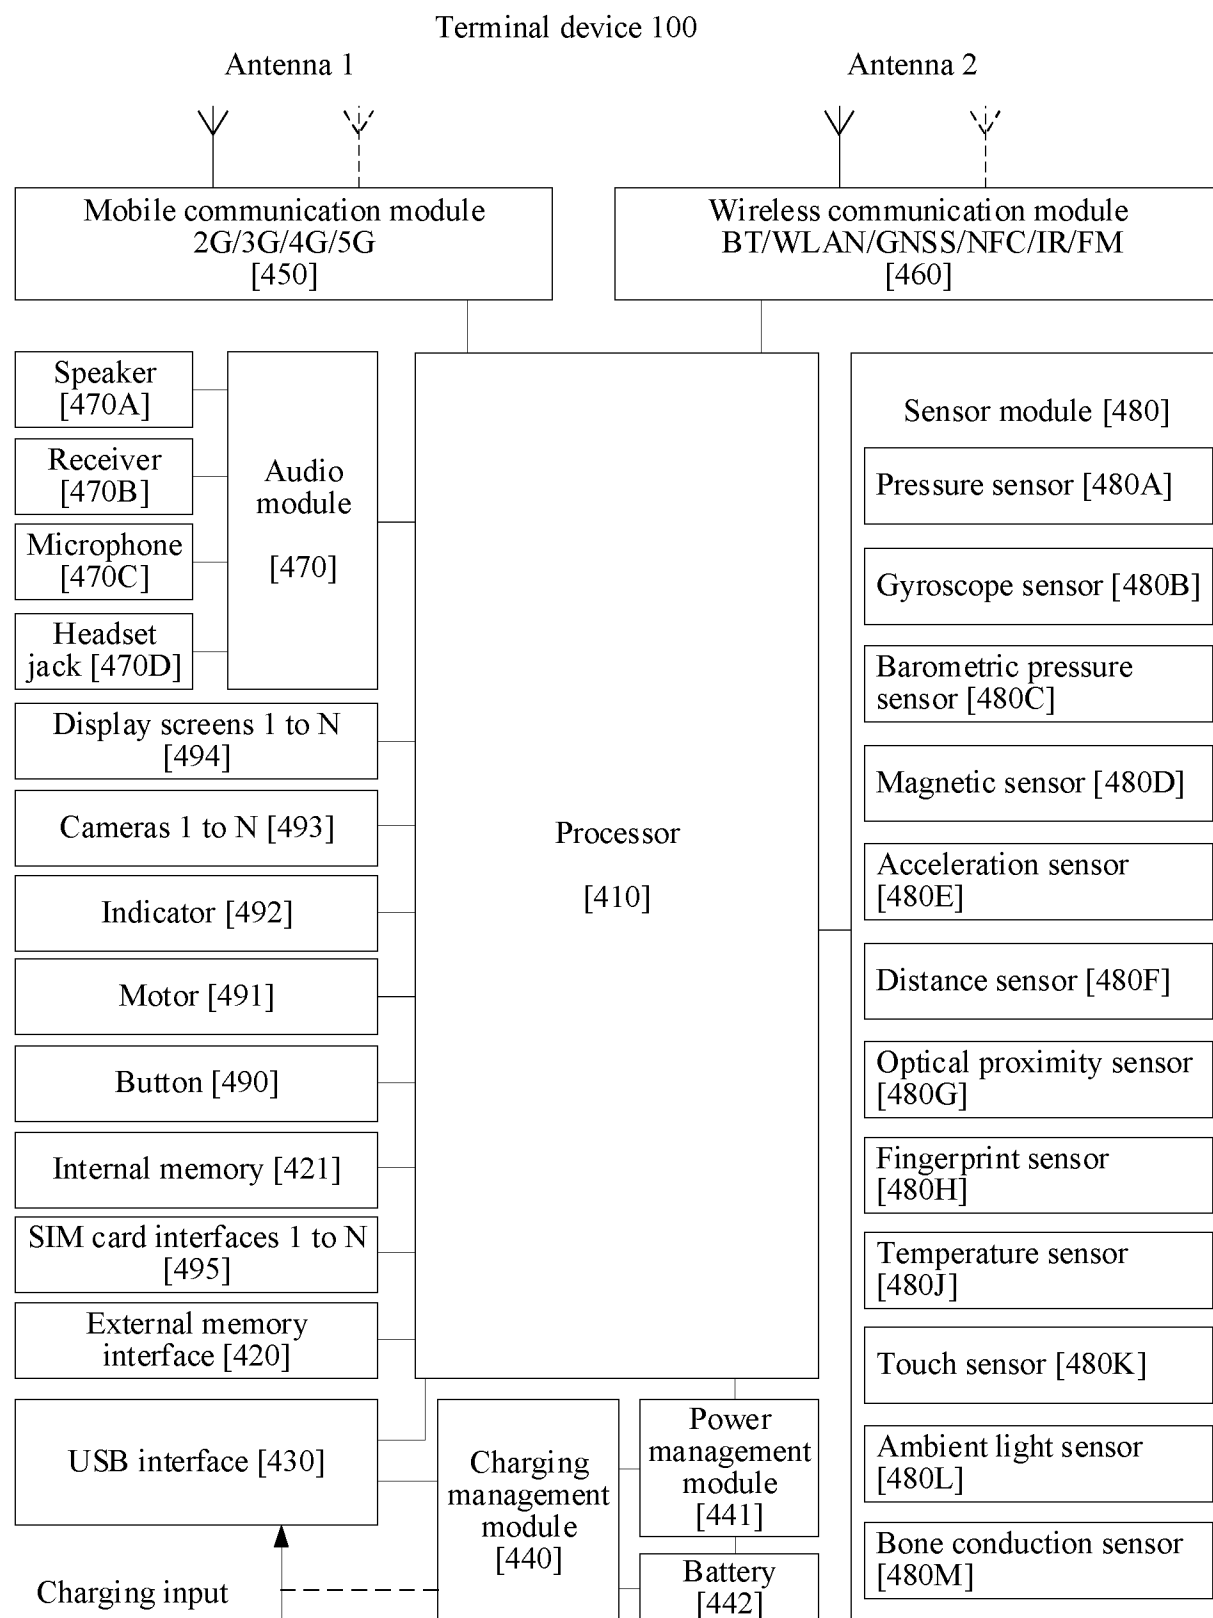 Terminal device 100
Antenna 1
Antenna 2
Mobile communication module
2G/3G/4G/5G
[450]
Wireless communication module
BT/WLAN/GNSS/NFC/IR/FM
[460]
Speaker
[470A]
Receiver
[470B]
Microphone
[470C]
Headset
jack [470D]
Audio
module
[470]
Display screens 1 to N
[494]
Cameras 1 to N [493]
Indicator [492]
Motor [491]
Button [490]
Internal memory [421]
SIM card interfaces 1 to N
[495]
External memory
interface [420]
USB interface [430]
Charging input
Processor
[410]
Charging
management
module
[440]
Power
management
module
[441]
Battery
[442]
Sensor module [480]
Pressure sensor [480A]
Gyroscope sensor [480B]
Barometric pressure
sensor [480C]
Magnetic sensor [480D]
Acceleration sensor
[480E]
Distance sensor [480F]
Optical proximity sensor
[480G]
Fingerprint sensor
[480H]
Temperature sensor
[480J]
Touch sensor [480K]
Ambient light sensor
[480L]
Bone conduction sensor
[480M]